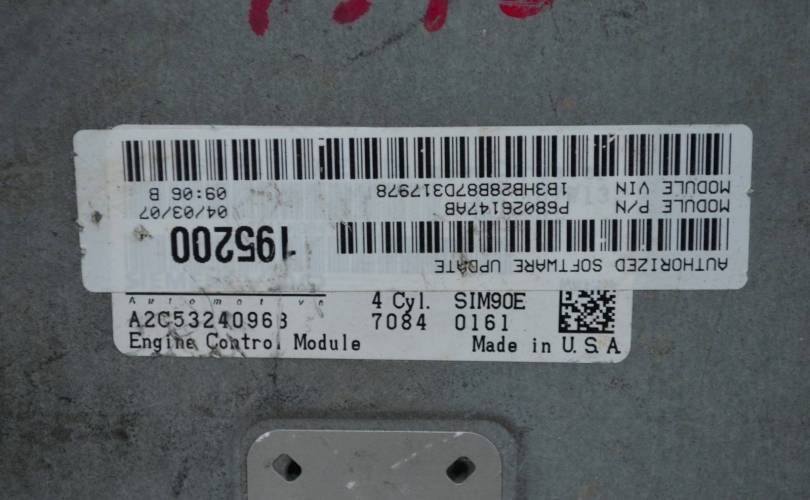 AUTHORIZED SOFTWARE UPDATE
MODULE P/N P68026147AB 04/03/07
MODULE VIN 1B3HB28B87D317978 09:06 B
195200
Automotive 4 Cyl. SIM90E
A2C53240963 7084 0161
Engine Control Module Made in U.S.A